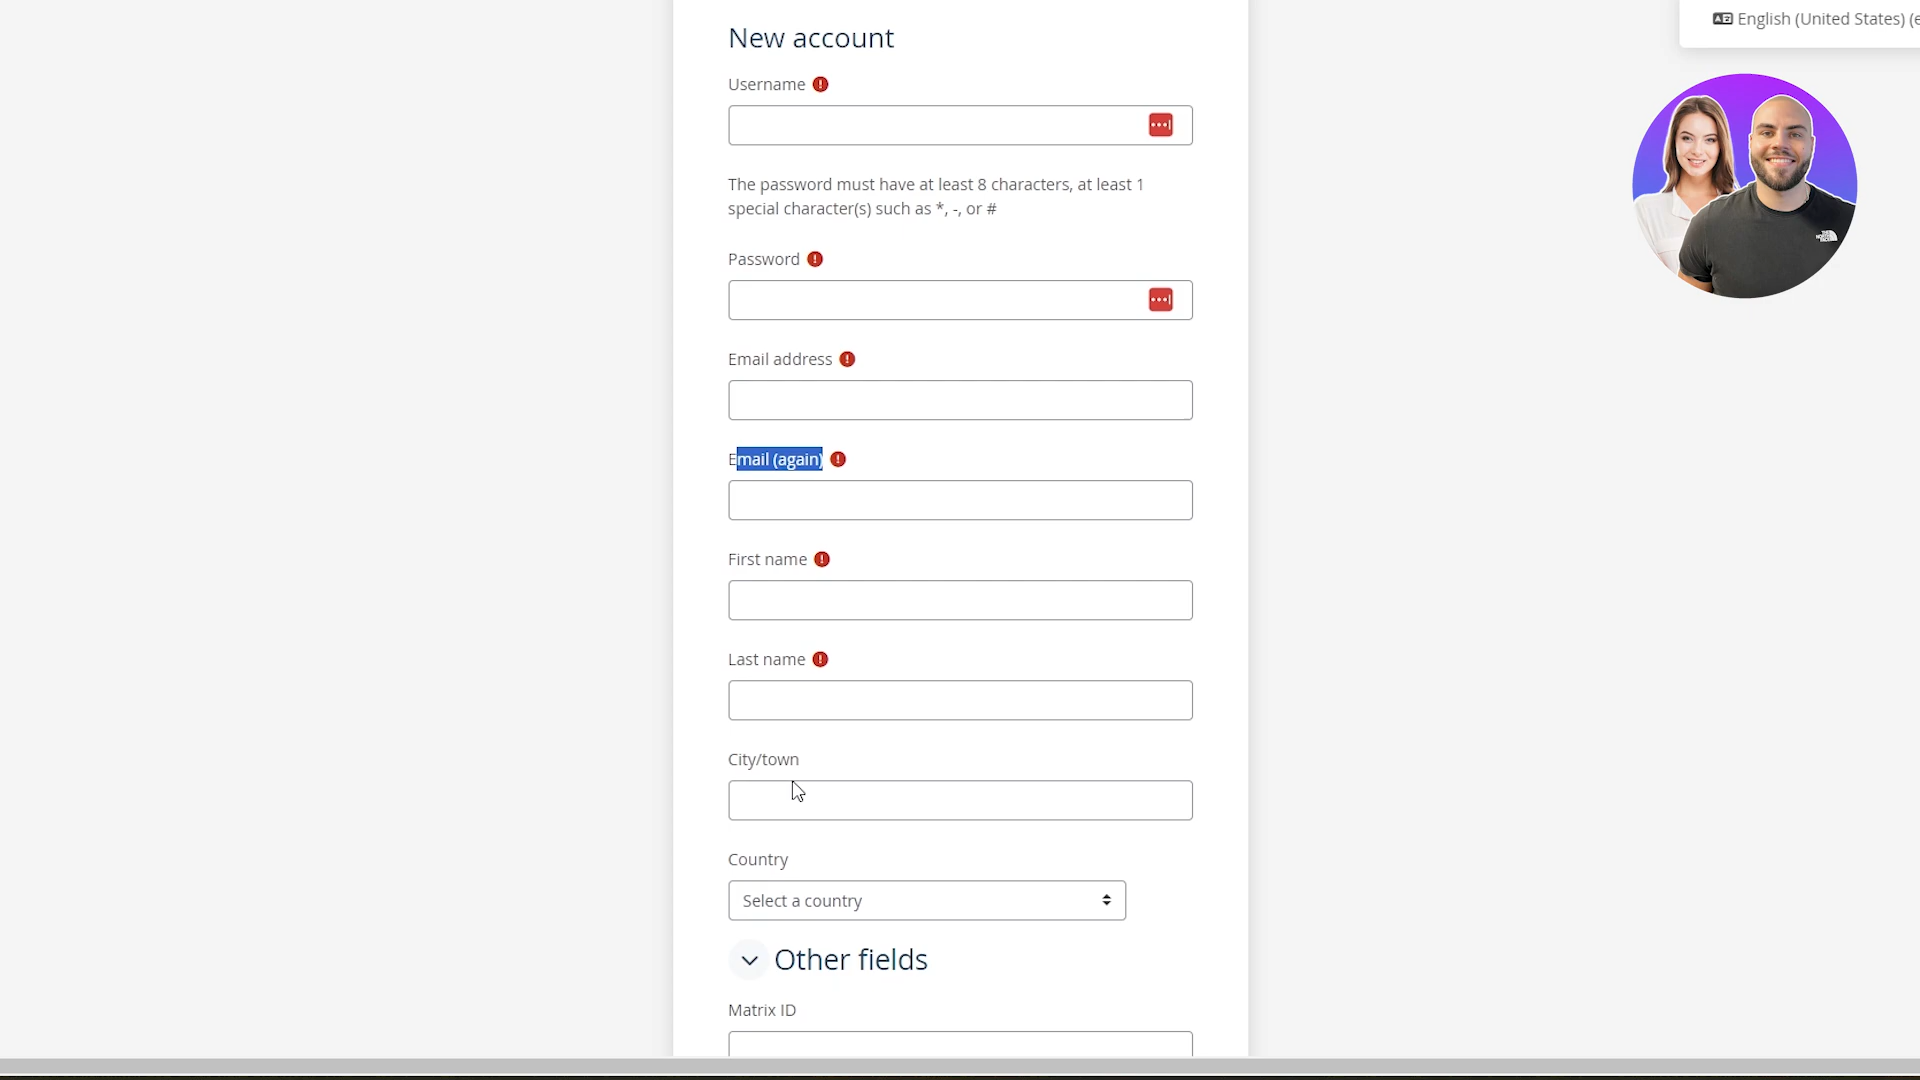 English (United States) (e
New account
Username
The password must have at least 8 characters, at least 1
special character(s) such as *, -, or #
Password
Email address
Email (again)
First name
Last name
City/town
Country
Select a country
Other fields
Matrix ID